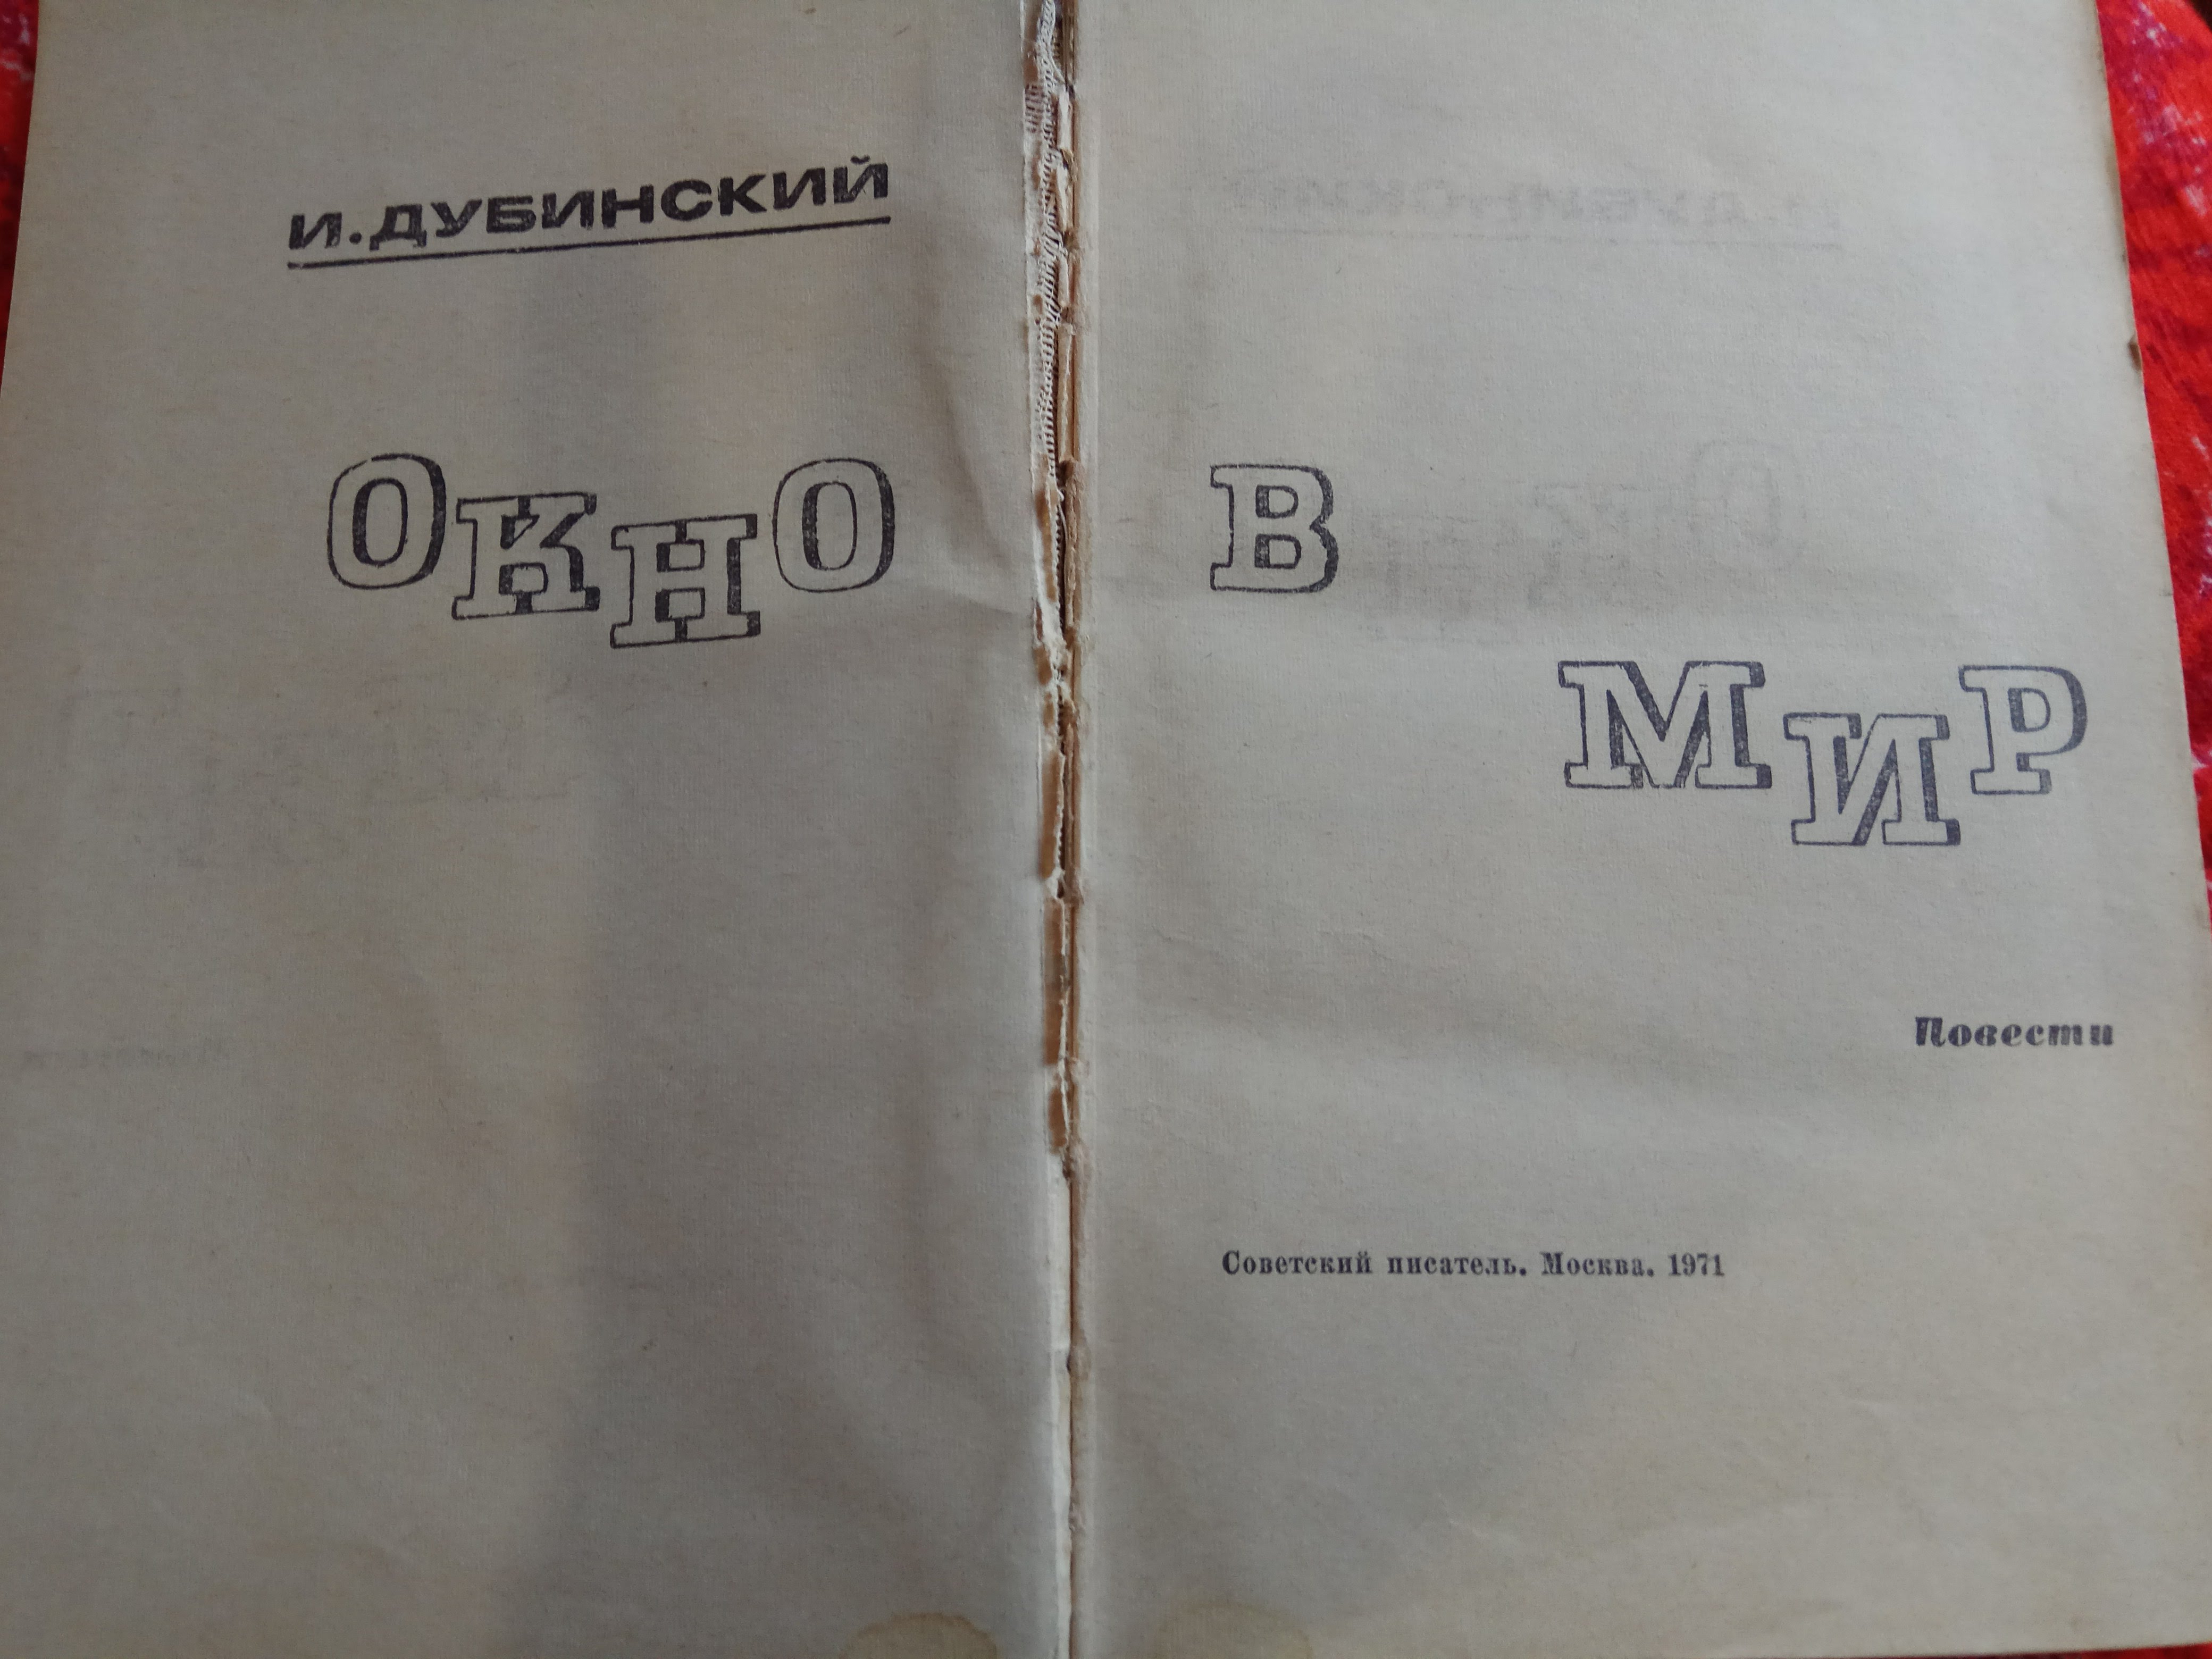 И. ДУБИНСКИЙ
ОКНО В
МИР
Повести
Советский писатель. Москва. 1971